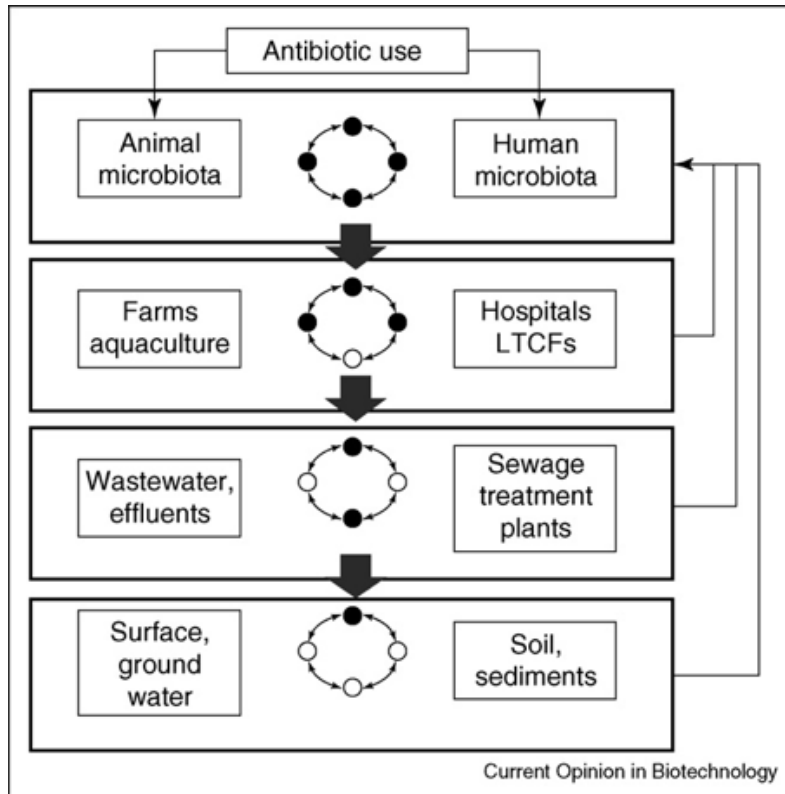 Antibiotic use
Animal
microbiota
Human
microbiota
Farms
aquaculture
Hospitals
LTCFs
Wastewater,
effluents
Sewage
treatment
plants
Surface,
ground
water
Soil,
sediments
Current Opinion in Biotechnology